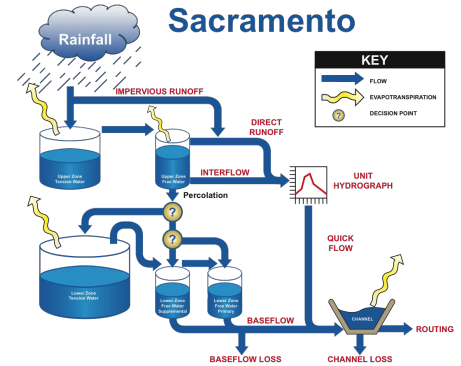 Sacramento
Rainfall
KEY
FLOW
EVAPOTRANSPIRATION
? DECISION POINT
IMPERVIOUS RUNOFF
DIRECT
RUNOFF
Upper Zone
Tension Water
Upper Zone
Free Water
INTERFLOW
UNIT
HYDROGRAPH
Percolation
?
?
QUICK
FLOW
Lower Zone
Tension Water
Lower Zone
Free Water
Supplemental
Lower Zone
Free Water
Primary
BASEFLOW
CHANNEL
ROUTING
BASEFLOW LOSS
CHANNEL LOSS